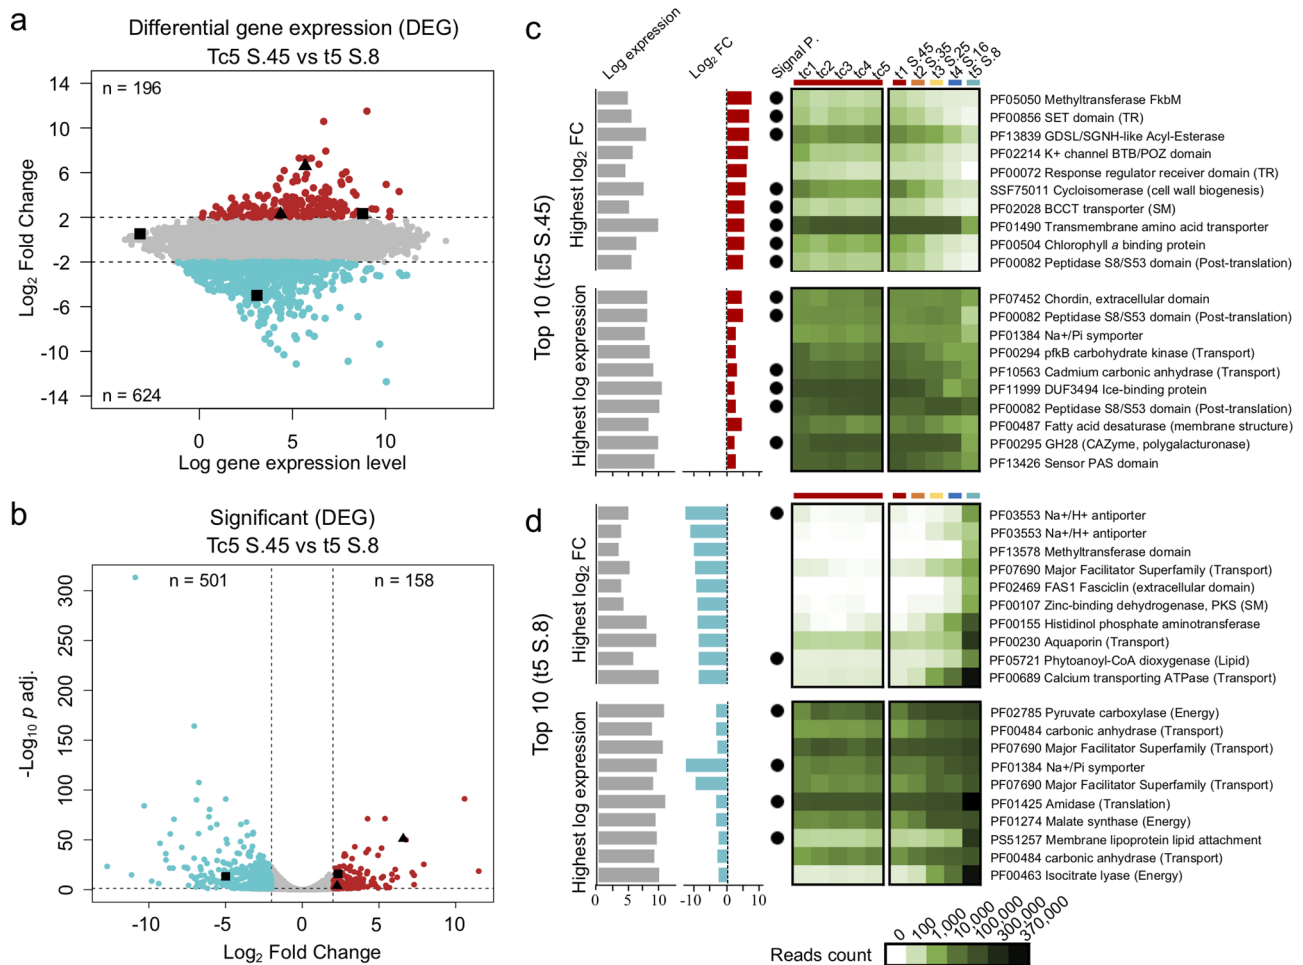 a
Differential gene expression (DEG)
Tc5 S.45 vs t5 S.8
14
10
6
2
-2
-6
-10
-14
n = 196
n = 624
Log₂ Fold Change
0
5
10
Log gene expression level
b
Significant (DEG)
Tc5 S.45 vs t5 S.8
n = 501
n = 158
300
250
200
150
100
50
0
-Log₁₀ p adj.
-10
-5
0
5
10
Log₂ Fold Change
c
Log expression
Log₂ FC
Signal P.
tc1
tc2
tc3
tc4
tc5
t1 S.45
t2 S.35
t3 S.25
t4 S.16
t5 S.8
Top 10 (tc5 S.45)
Highest log₂ FC
PF05050 Methyltransferase FkbM
PF00856 SET domain (TR)
PF13839 GDSL/SGNH-like Acyl-Esterase
PF02214 K+ channel BTB/POZ domain
PF00072 Response regulator receiver domain (TR)
SSF75011 Cycloisomerase (cell wall biogenesis)
PF02028 BCCT transporter (SM)
PF01490 Transmembrane amino acid transporter
PF00504 Chlorophyll a binding protein
PF00082 Peptidase S8/S53 domain (Post-translation)
Highest log expression
PF07452 Chordin, extracellular domain
PF00082 Peptidase S8/S53 domain (Post-translation)
PF01384 Na+/Pi symporter
PF00294 pfkB carbohydrate kinase (Transport)
PF10563 Cadmium carbonic anhydrase (Transport)
PF11999 DUF3494 Ice-binding protein
PF00082 Peptidase S8/S53 domain (Post-translation)
PF00487 Fatty acid desaturase (membrane structure)
PF00295 GH28 (CAZyme, polygalacturonase)
PF13426 Sensor PAS domain
d
Top 10 (t5 S.8)
Highest log₂ FC
PF03553 Na+/H+ antiporter
PF03553 Na+/H+ antiporter
PF13578 Methyltransferase domain
PF07690 Major Facilitator Superfamily (Transport)
PF02469 FAS1 Fasciclin (extracellular domain)
PF00107 Zinc-binding dehydrogenase, PKS (SM)
PF00155 Histidinol phosphate aminotransferase
PF00230 Aquaporin (Transport)
PF05721 Phytoanoyl-CoA dioxygenase (Lipid)
PF00689 Calcium transporting ATPase (Transport)
Highest log expression
PF02785 Pyruvate carboxylase (Energy)
PF00484 carbonic anhydrase (Transport)
PF07690 Major Facilitator Superfamily (Transport)
PF01384 Na+/Pi symporter
PF07690 Major Facilitator Superfamily (Transport)
PF01425 Amidase (Translation)
PF01274 Malate synthase (Energy)
PS51257 Membrane lipoprotein lipid attachment
PF00484 carbonic anhydrase (Transport)
PF00463 Isocitrate lyase (Energy)
0
5
10
-10
0
10
Reads count
0
100
1,000
10,000
100,000
300,000
370,000